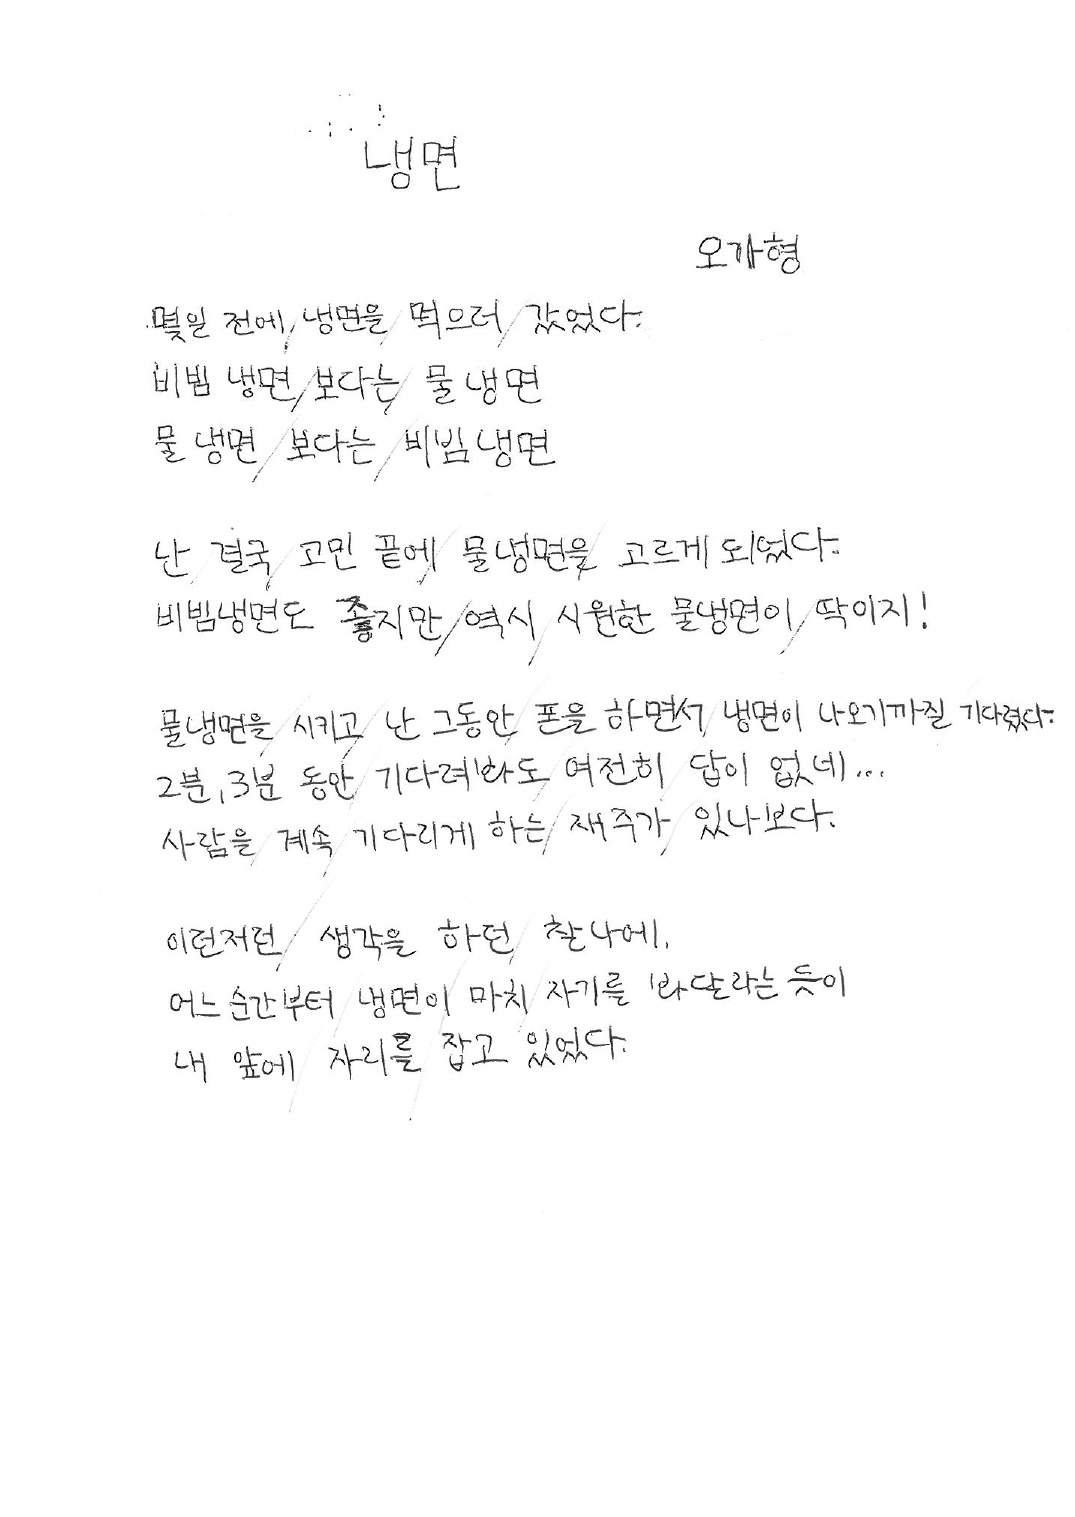 냉면
오가형
몇일 전에 냉면을 먹으러 갔었다.
비빔 냉면 보다는 물 냉면
물 냉면 보다는 비빔 냉면
난 결국 고민 끝에 물냉면을 고르게 되었다.
비빔냉면도 좋지만 역시 시원한 물냉면이 딱이지!
물냉면을 시키고 난 그동안 폰을 하면서 냉면이 나오기까질 기다렸다.
2분, 3분 동안 기다려봐도 여전히 답이 없네...
사람을 계속 기다리게 하는 재주가 있나보다.
이런저런 생각을 하던 찰나에,
어느 순간부터 냉면이 마치 자기를 봐달라는 듯이
내 앞에 자리를 잡고 있었다.